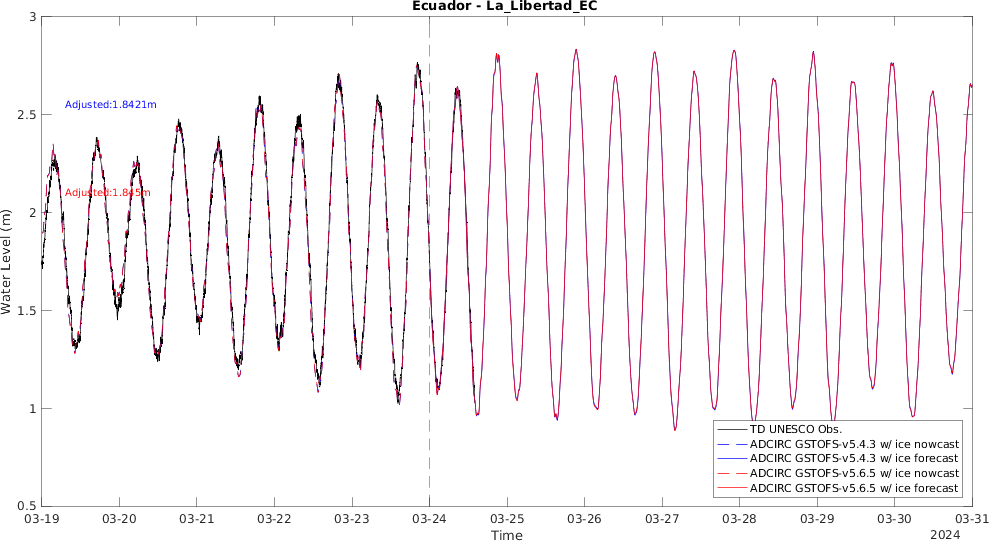 Ecuador - La_Libertad_EC
3
2.5
2
1.5
1
0.5
Water Level (m)
Adjusted:1.8421m
Adjusted:1.845m
TD UNESCO Obs.
ADCIRC GSTOFS-v5.4.3 w/ ice nowcast
ADCIRC GSTOFS-v5.4.3 w/ ice forecast
ADCIRC GSTOFS-v5.6.5 w/ ice nowcast
ADCIRC GSTOFS-v5.6.5 w/ ice forecast
03-19 03-20 03-21 03-22 03-23 03-24 03-25 03-26 03-27 03-28 03-29 03-30 03-31
Time
2024